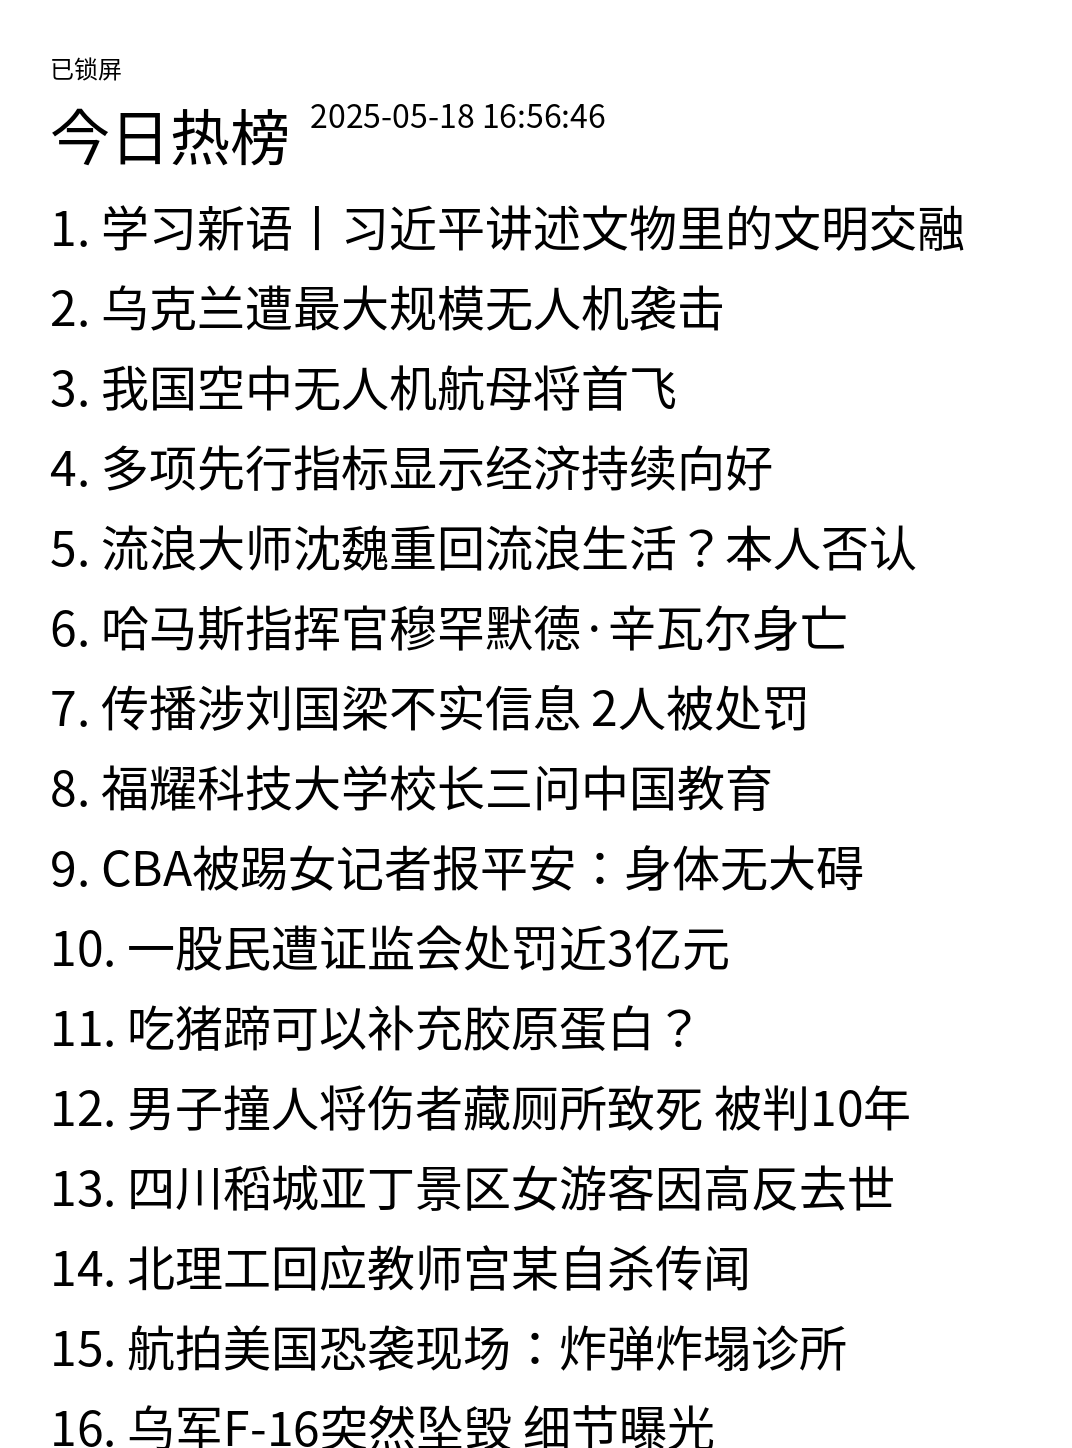 已锁屏
今日热榜 2025-05-18 16:56:46
1. 学习新语丨习近平讲述文物里的文明交融
2. 乌克兰遭最大规模无人机袭击
3. 我国空中无人机航母将首飞
4. 多项先行指标显示经济持续向好
5. 流浪大师沈魏重回流浪生活？本人否认
6. 哈马斯指挥官穆罕默德·辛瓦尔身亡
7. 传播涉刘国梁不实信息 2人被处罚
8. 福耀科技大学校长三问中国教育
9. CBA被踢女记者报平安：身体无大碍
10. 一股民遭证监会处罚近3亿元
11. 吃猪蹄可以补充胶原蛋白？
12. 男子撞人将伤者藏厕所致死 被判10年
13. 四川稻城亚丁景区女游客因高反去世
14. 北理工回应教师宫某自杀传闻
15. 航拍美国恐袭现场：炸弹炸塌诊所
16. 乌军F-16突然坠毁 细节曝光